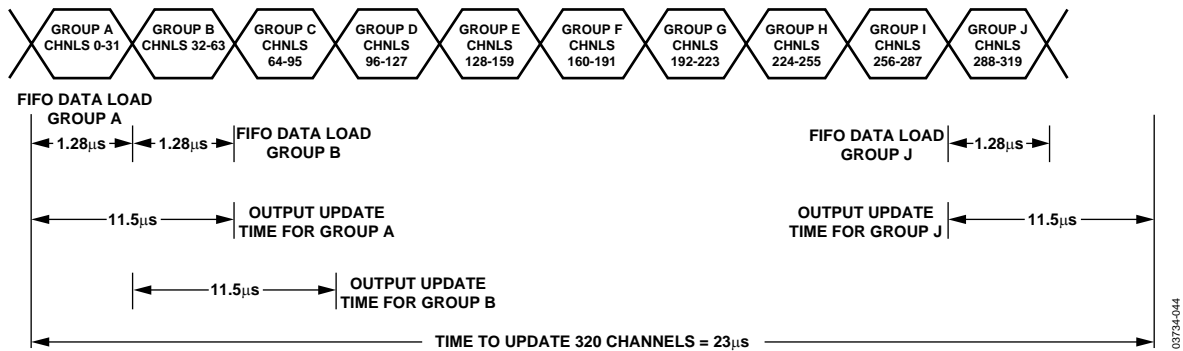 GROUP A
CHNLS 0-31
GROUP B
CHNLS 32-63
GROUP C
CHNLS
64-95
GROUP D
CHNLS
96-127
GROUP E
CHNLS
128-159
GROUP F
CHNLS
160-191
GROUP G
CHNLS
192-223
GROUP H
CHNLS
224-255
GROUP I
CHNLS
256-287
GROUP J
CHNLS
288-319
FIFO DATA LOAD
GROUP A
1.28μs
1.28μs
FIFO DATA LOAD
GROUP B
FIFO DATA LOAD
GROUP J
1.28μs
11.5μs
OUTPUT UPDATE
TIME FOR GROUP A
OUTPUT UPDATE
TIME FOR GROUP J
11.5μs
11.5μs
OUTPUT UPDATE
TIME FOR GROUP B
TIME TO UPDATE 320 CHANNELS = 23μs
03734-044